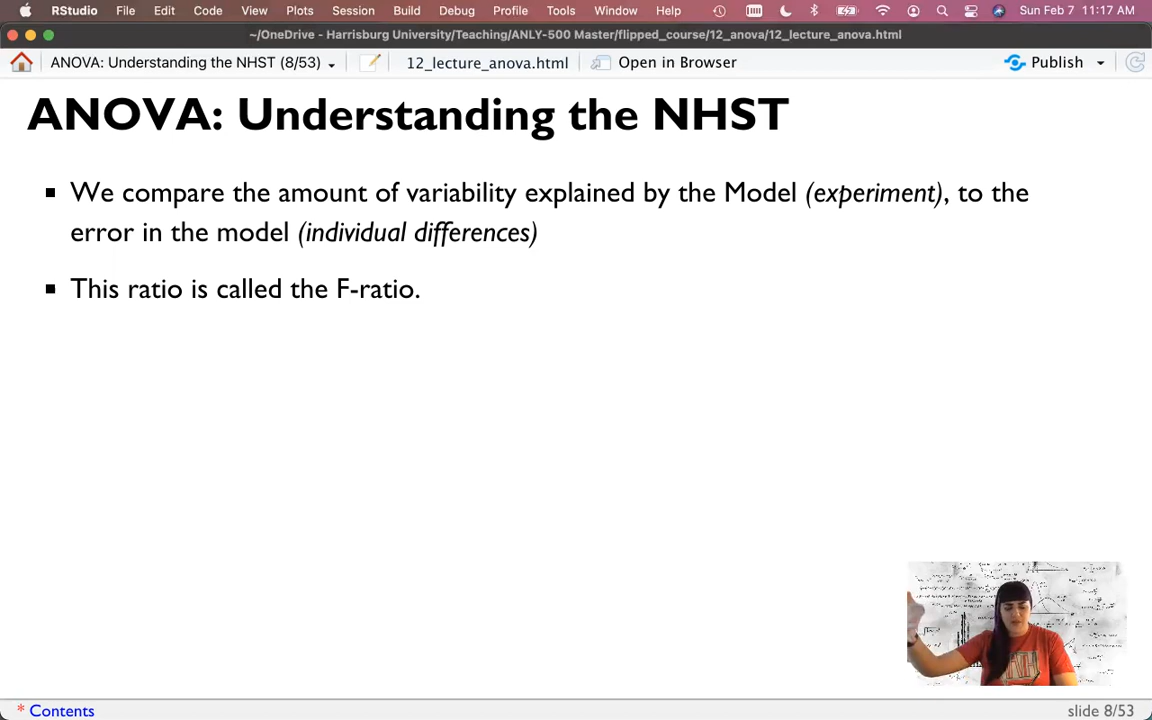 RStudio File Edit Code View Plots Session Build Debug Profile Tools Window Help Sun Feb 7 11:17 AM
~/OneDrive - Harrisburg University/Teaching/ANLY-500 Master/flipped_course/12_anova/12_lecture_anova.html
ANOVA: Understanding the NHST (8/53) 12_lecture_anova.html Open in Browser Publish
ANOVA: Understanding the NHST
▪ We compare the amount of variability explained by the Model (experiment), to the
error in the model (individual differences)
▪ This ratio is called the F-ratio.
* Contents slide 8/53